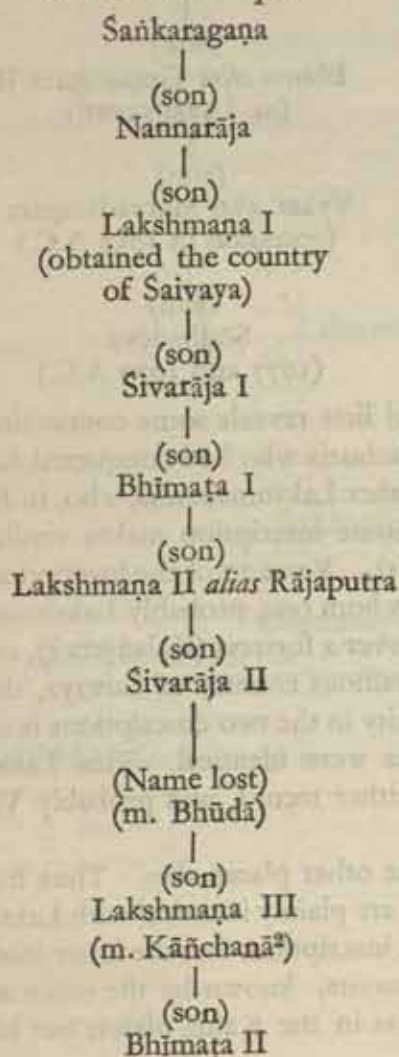 Śaṅkaragaṇa
(son)
Nannarāja
(son)
Lakshmaṇa I
(obtained the country
of Śaivaya)
(son)
Śivarāja I
(son)
Bhīmaṭa I
(son)
Lakshmaṇa II alias Rājaputra
(son)
Śivarāja II
(Name lost)
(m. Bhūdā)
(son)
Lakshmaṇa III
(m. Kāñchanā²)
(son)
Bhīmaṭa II